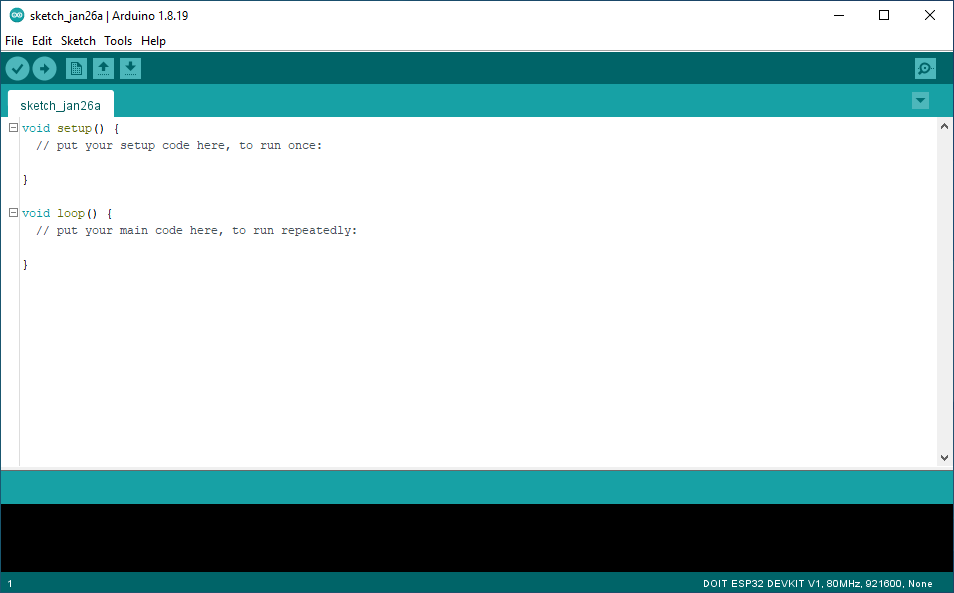 sketch_jan26a | Arduino 1.8.19
File Edit Sketch Tools Help
sketch_jan26a
void setup() {
// put your setup code here, to run once:
}
void loop() {
// put your main code here, to run repeatedly:
}
1 DOIT ESP32 DEVKIT V1, 80MHz, 921600, None